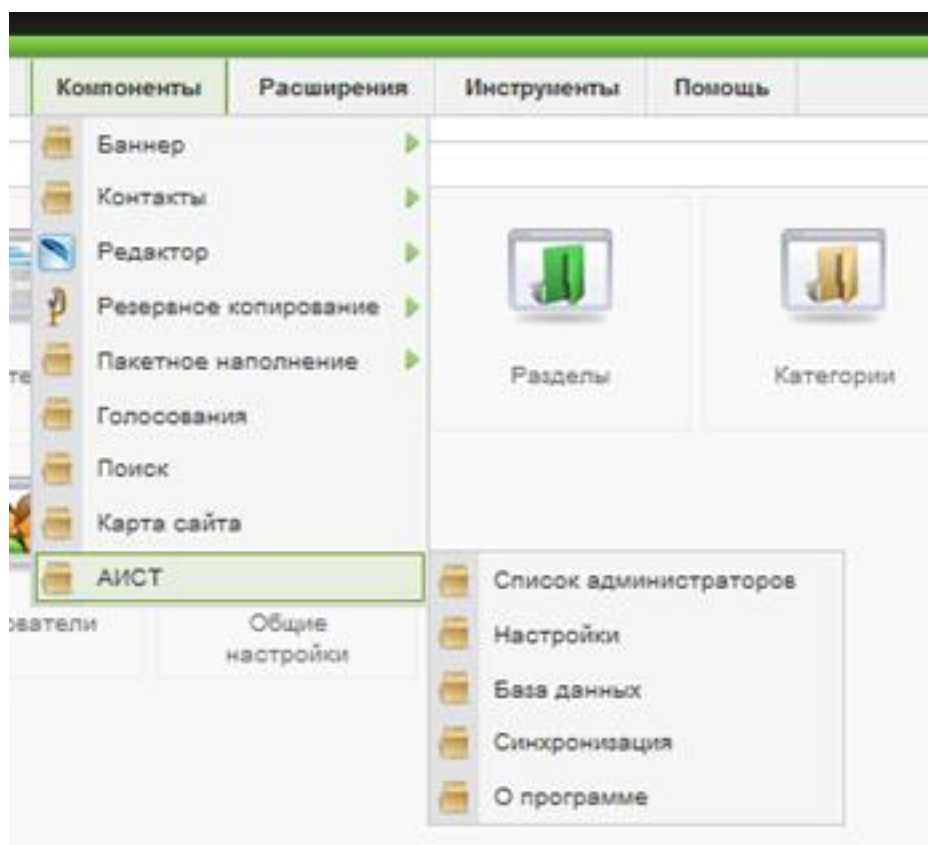 Компоненты
Расширения
Инструменты
Помощь
Баннер
Контакты
Редактор
Резервное копирование
Пакетное наполнение
Голосования
Поиск
Карта сайта
АИСТ
Разделы
Категории
Общие
настройки
Список администраторов
Настройки
База данных
Синхронизация
О программе